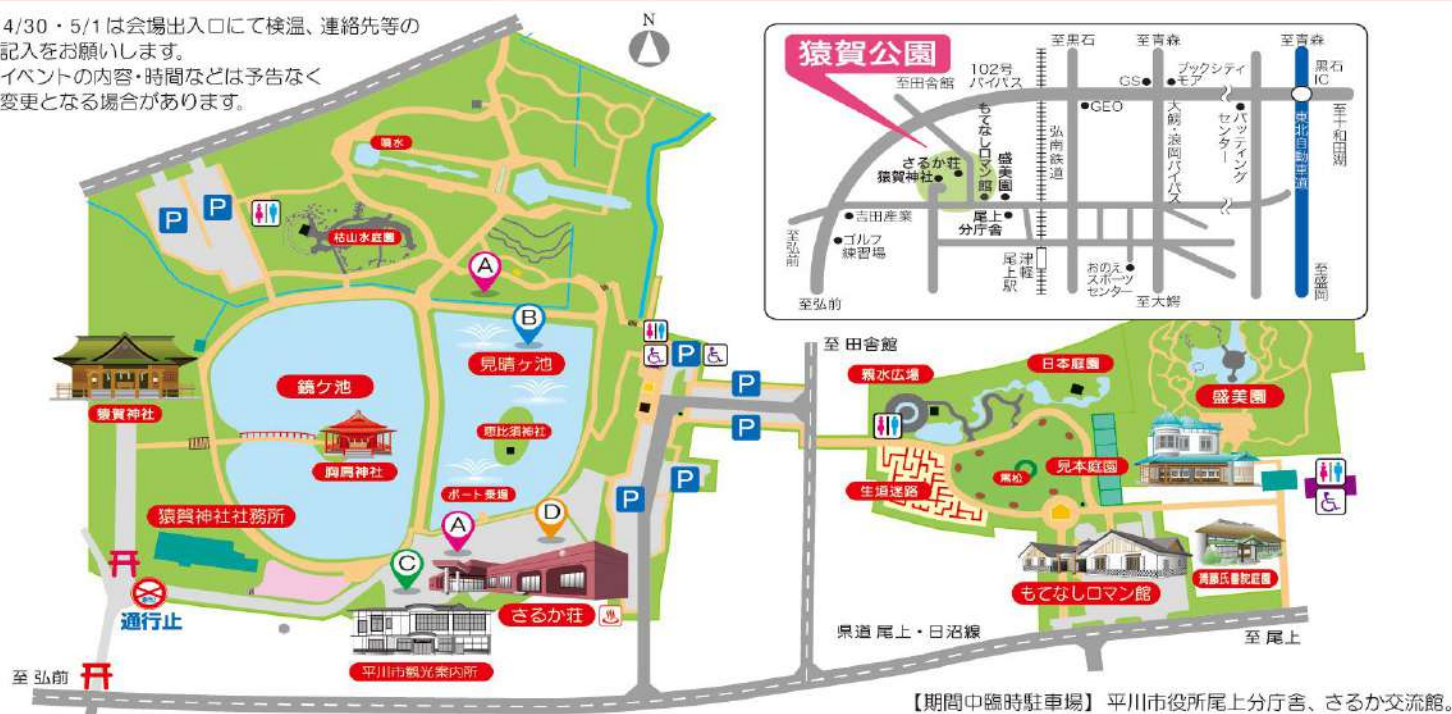 4/30・5/1は会場出入口にて検温、連絡先等の
記入をお願いします。
イベントの内容・時間などは予告なく
変更となる場合があります。
N
猿賀公園
至黒石
至青森
至青森
至田舎館
102号
バイパス
GS
ブックシティ
モア
黒石
IC
GEO
もてなしロマン館
盛美園
弘南鉄道
大鰐・浪岡バイパス
バッティング
センター
東北自動車道
至十和田湖
さるか荘
猿賀神社
吉田産業
尾上
分庁舎
ゴルフ
練習場
至弘前
津軽
尾上駅
おのえ
スポーツ
センター
至盛岡
至弘前
至大鰐
噴水
P
P
枯山水庭園
A
B
見晴ヶ池
鏡ヶ池
猿賀神社
胸肩神社
恵比須神社
ボート乗場
猿賀神社社務所
P
P
P
P
P
A
D
C
さるか荘
平川市観光案内所
通行止
至 弘前
至 田舎館
親水広場
日本庭園
盛美園
見本庭園
黒松
生垣迷路
もてなしロマン館
清藤氏書院庭園
県道 尾上・日沼線
至 尾上
【期間中臨時駐車場】 平川市役所尾上分庁舎、さるか交流館。